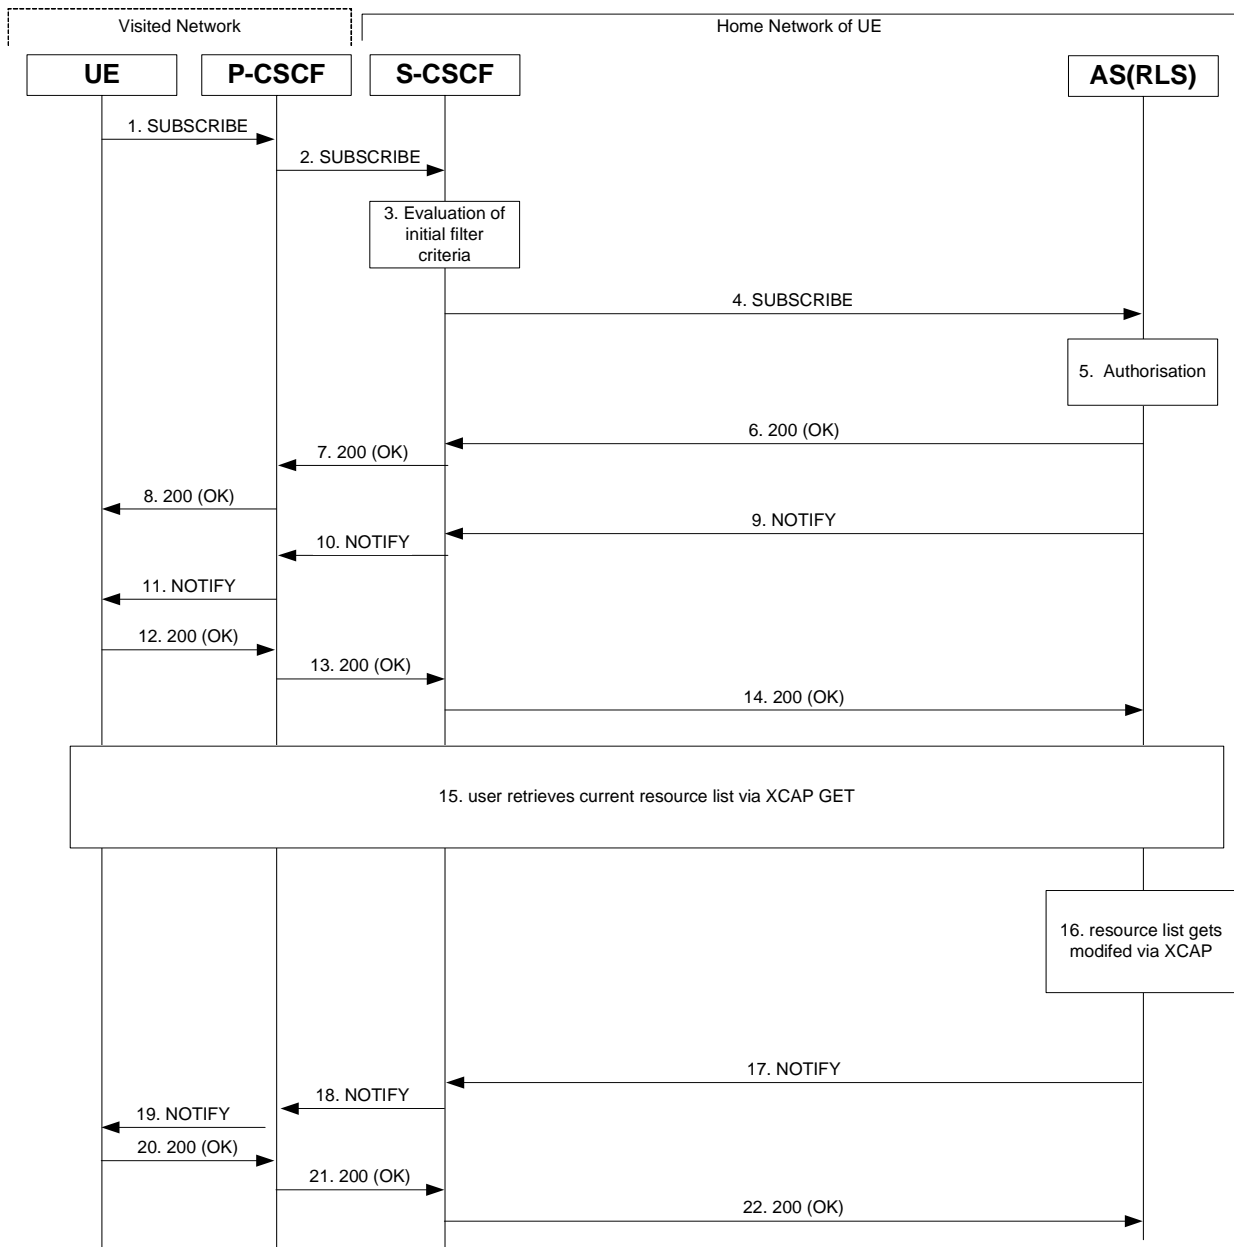 Visited Network
Home Network of UE
UE
P-CSCF
S-CSCF
AS(RLS)
1. SUBSCRIBE
2. SUBSCRIBE
3. Evaluation of
initial filter
criteria
4. SUBSCRIBE
5. Authorisation
6. 200 (OK)
7. 200 (OK)
8. 200 (OK)
9. NOTIFY
10. NOTIFY
11. NOTIFY
12. 200 (OK)
13. 200 (OK)
14. 200 (OK)
15. user retrieves current resource list via XCAP GET
16. resource list gets
modifed via XCAP
17. NOTIFY
18. NOTIFY
19. NOTIFY
20. 200 (OK)
21. 200 (OK)
22. 200 (OK)